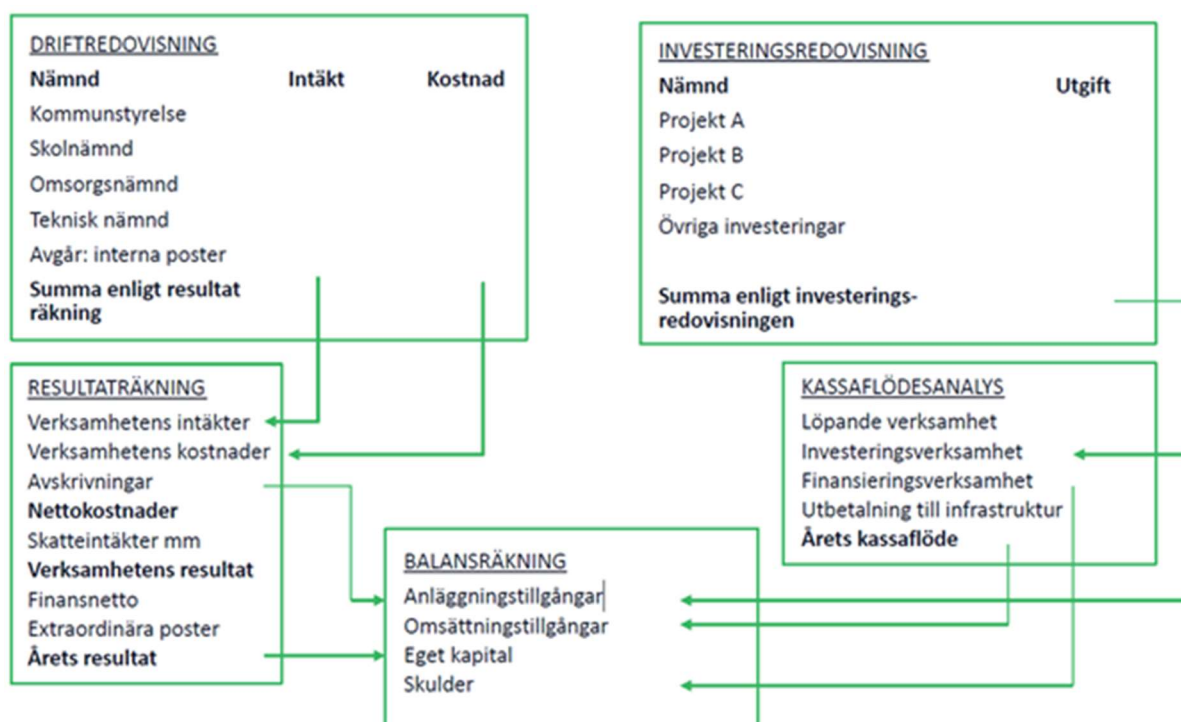 DRIFTREDOVISNING
Nämnd Intäkt Kostnad
Kommunstyrelse
Skolnämnd
Omsorgsnämnd
Teknisk nämnd
Avgår: interna poster
Summa enligt resultat
räkning
INVESTERINGSREDOVISNING
Nämnd Utgift
Projekt A
Projekt B
Projekt C
Övriga investeringar
Summa enligt investerings-
redovisningen
RESULTATRÄKNING
Verksamhetens intäkter
Verksamhetens kostnader
Avskrivningar
Nettokostnader
Skatteintäkter mm
Verksamhetens resultat
Finansnetto
Extraordinära poster
Årets resultat
BALANSRÄKNING
Anläggningstillgångar
Omsättningstillgångar
Eget kapital
Skulder
KASSAFLÖDESANALYS
Löpande verksamhet
Investeringsverksamhet
Finansieringsverksamhet
Utbetalning till infrastruktur
Årets kassaflöde